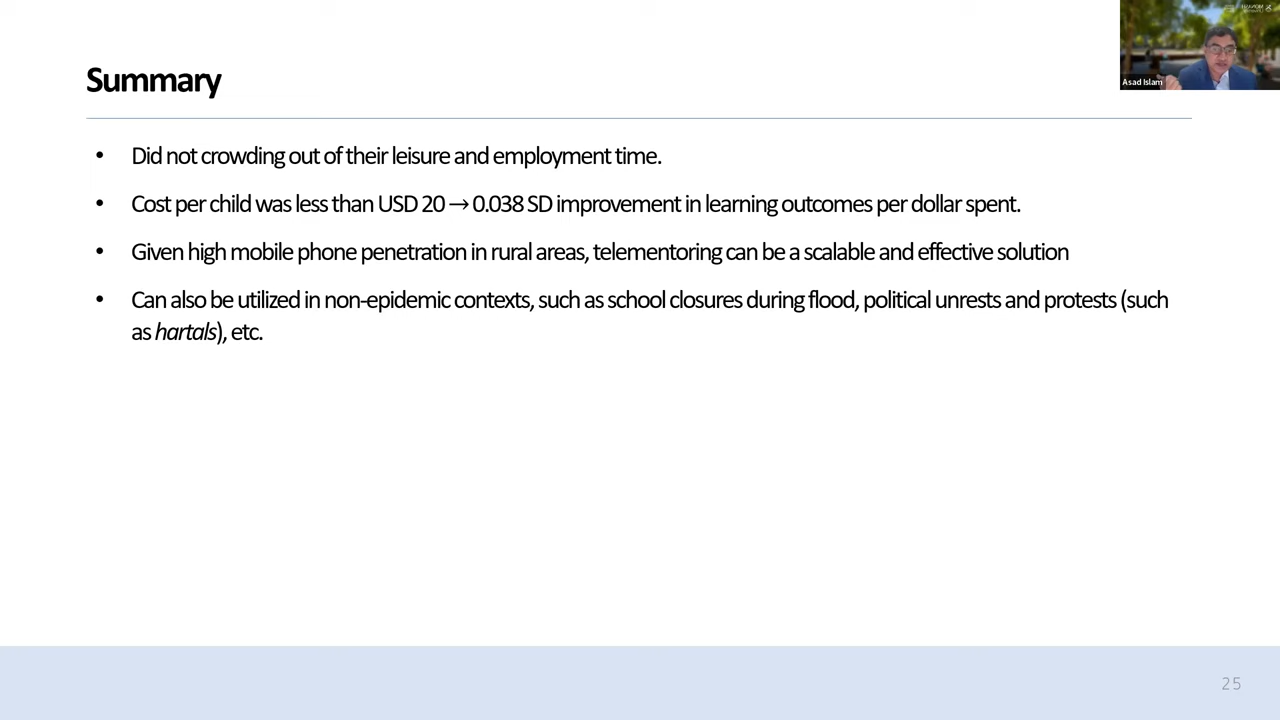 Summary
Asad Islam
• Did not crowding out of their leisure and employment time.
• Cost per child was less than USD 20 → 0.038 SD improvement in learning outcomes per dollar spent.
• Given high mobile phone penetration in rural areas, telementoring can be a scalable and effective solution
• Can also be utilized in non-epidemic contexts, such as school closures during flood, political unrests and protests (such
as hartals), etc.
25